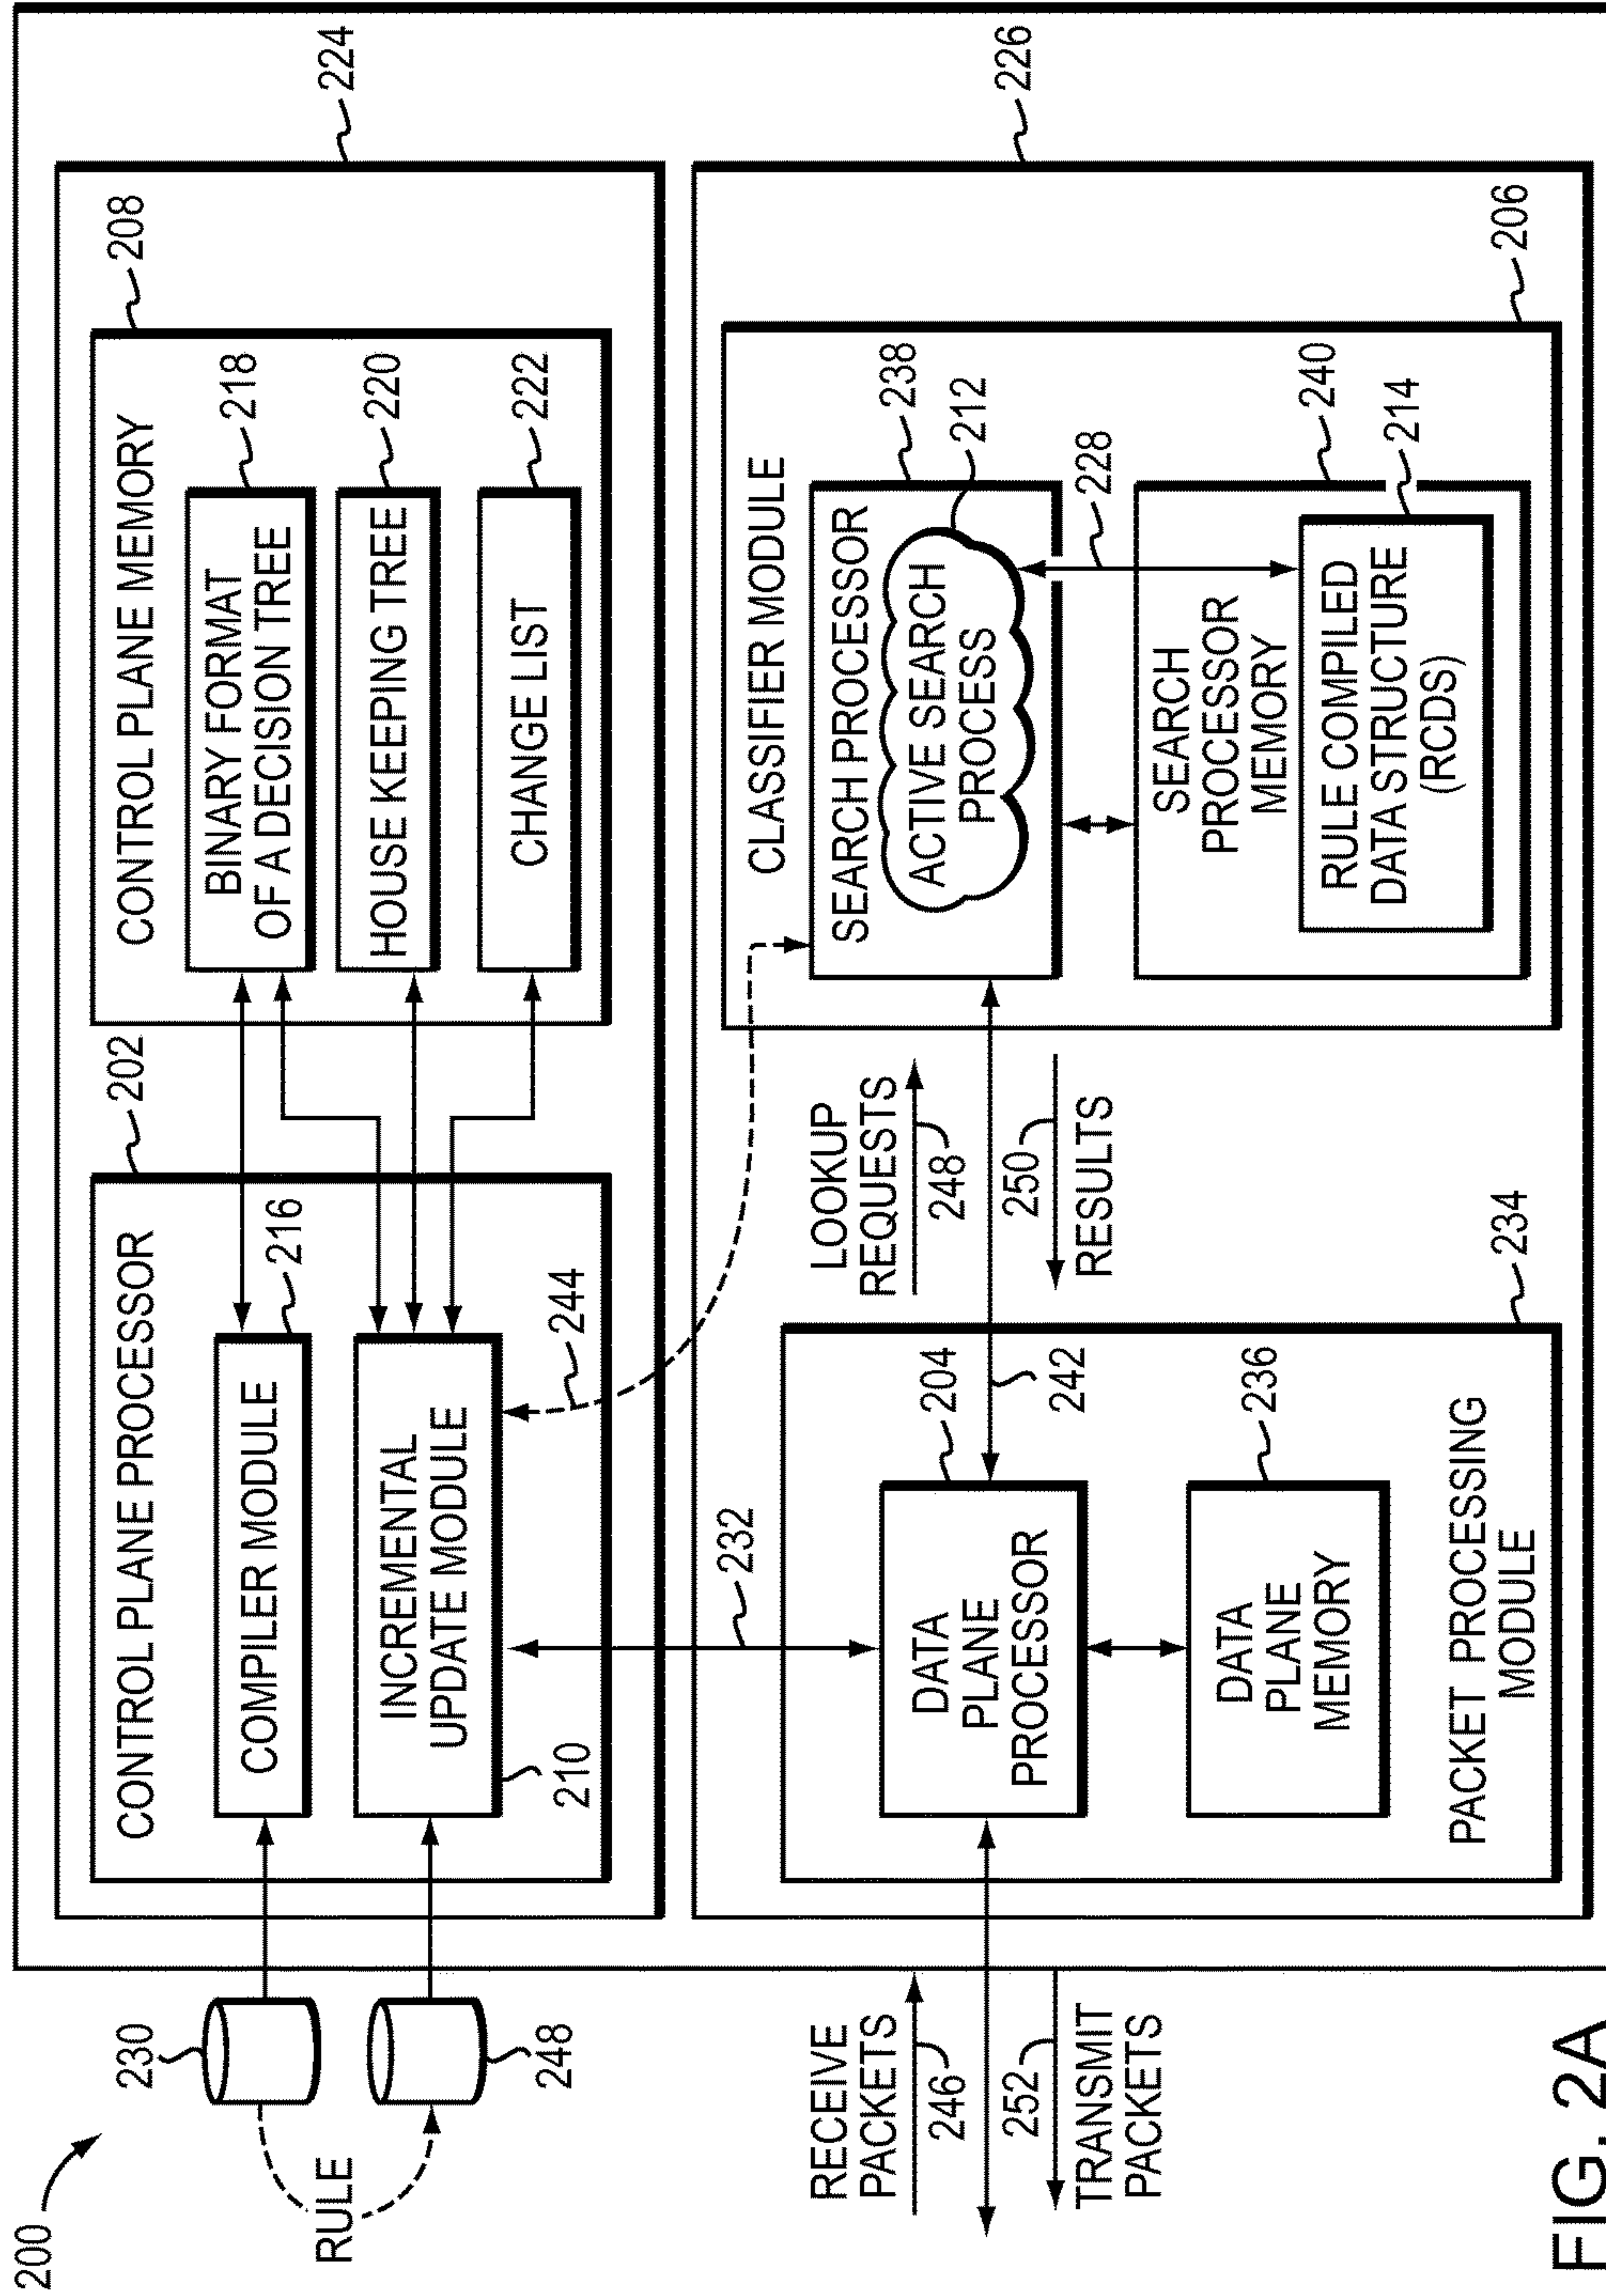 200
230
RULE
248
224
CONTROL PLANE PROCESSOR
202
COMPILER MODULE
216
INCREMENTAL
UPDATE MODULE
210
244
CONTROL PLANE MEMORY
208
BINARY FORMAT
OF A DECISION TREE
218
HOUSE KEEPING TREE
220
CHANGE LIST
222
232
226
RECEIVE
PACKETS
246
252
TRANSMIT
PACKETS
DATA
PLANE
PROCESSOR
204
242
DATA
PLANE
MEMORY
236
PACKET PROCESSING
MODULE
234
LOOKUP
REQUESTS
248
250
RESULTS
CLASSIFIER MODULE
SEARCH PROCESSOR
238
ACTIVE SEARCH
PROCESS
212
228
SEARCH
PROCESSOR
MEMORY
240
RULE COMPILED
DATA STRUCTURE
(RCDS)
214
206
FIG. 2A